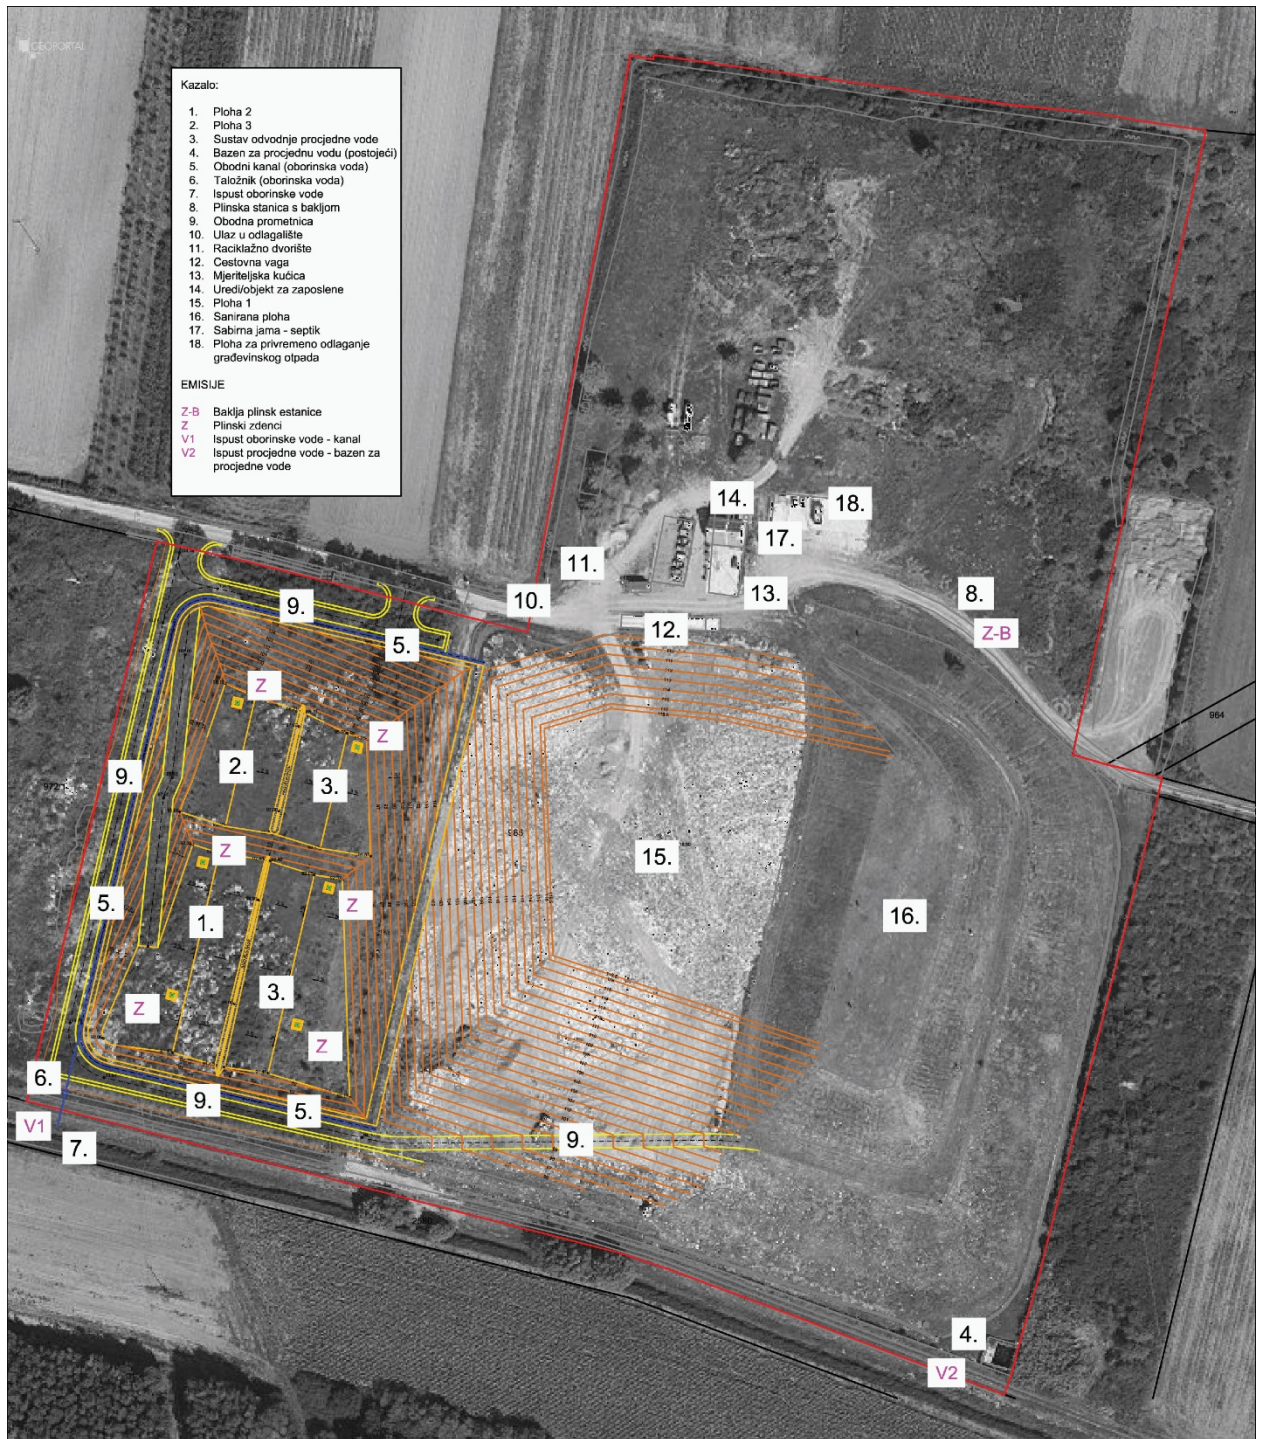 GEOPORTAL
Kazalo:
1. Ploha 2
2. Ploha 3
3. Sustav odvodnje procjedne vode
4. Bazen za procjednu vodu (postojeći)
5. Obodni kanal (oborinska voda)
6. Taložnik (oborinska voda)
7. Ispust oborinske vode
8. Plinska stanica s bakljom
9. Obodna prometnica
10. Ulaz u odlagalište
11. Raciklažno dvorište
12. Cestovna vaga
13. Mjeriteljska kućica
14. Uredi/objekt za zaposlene
15. Ploha 1
16. Sanirana ploha
17. Sabirna jama - septik
18. Ploha za privremeno odlaganje
građevinskog otpada
EMISIJE
Z-B Baklja plinsk estanice
Z Plinski zdenci
V1 Ispust oborinske vode - kanal
V2 Ispust procjedne vode - bazen za
procjedne vode
14.
18.
17.
11.
13.
8.
10.
9.
12.
Z-B
5.
Z
964
Z
9.
2.
3.
972
983
Z
15.
Z
5.
1.
16.
3.
Z
Z
6.
9.
5.
V1
9.
7.
4.
V2